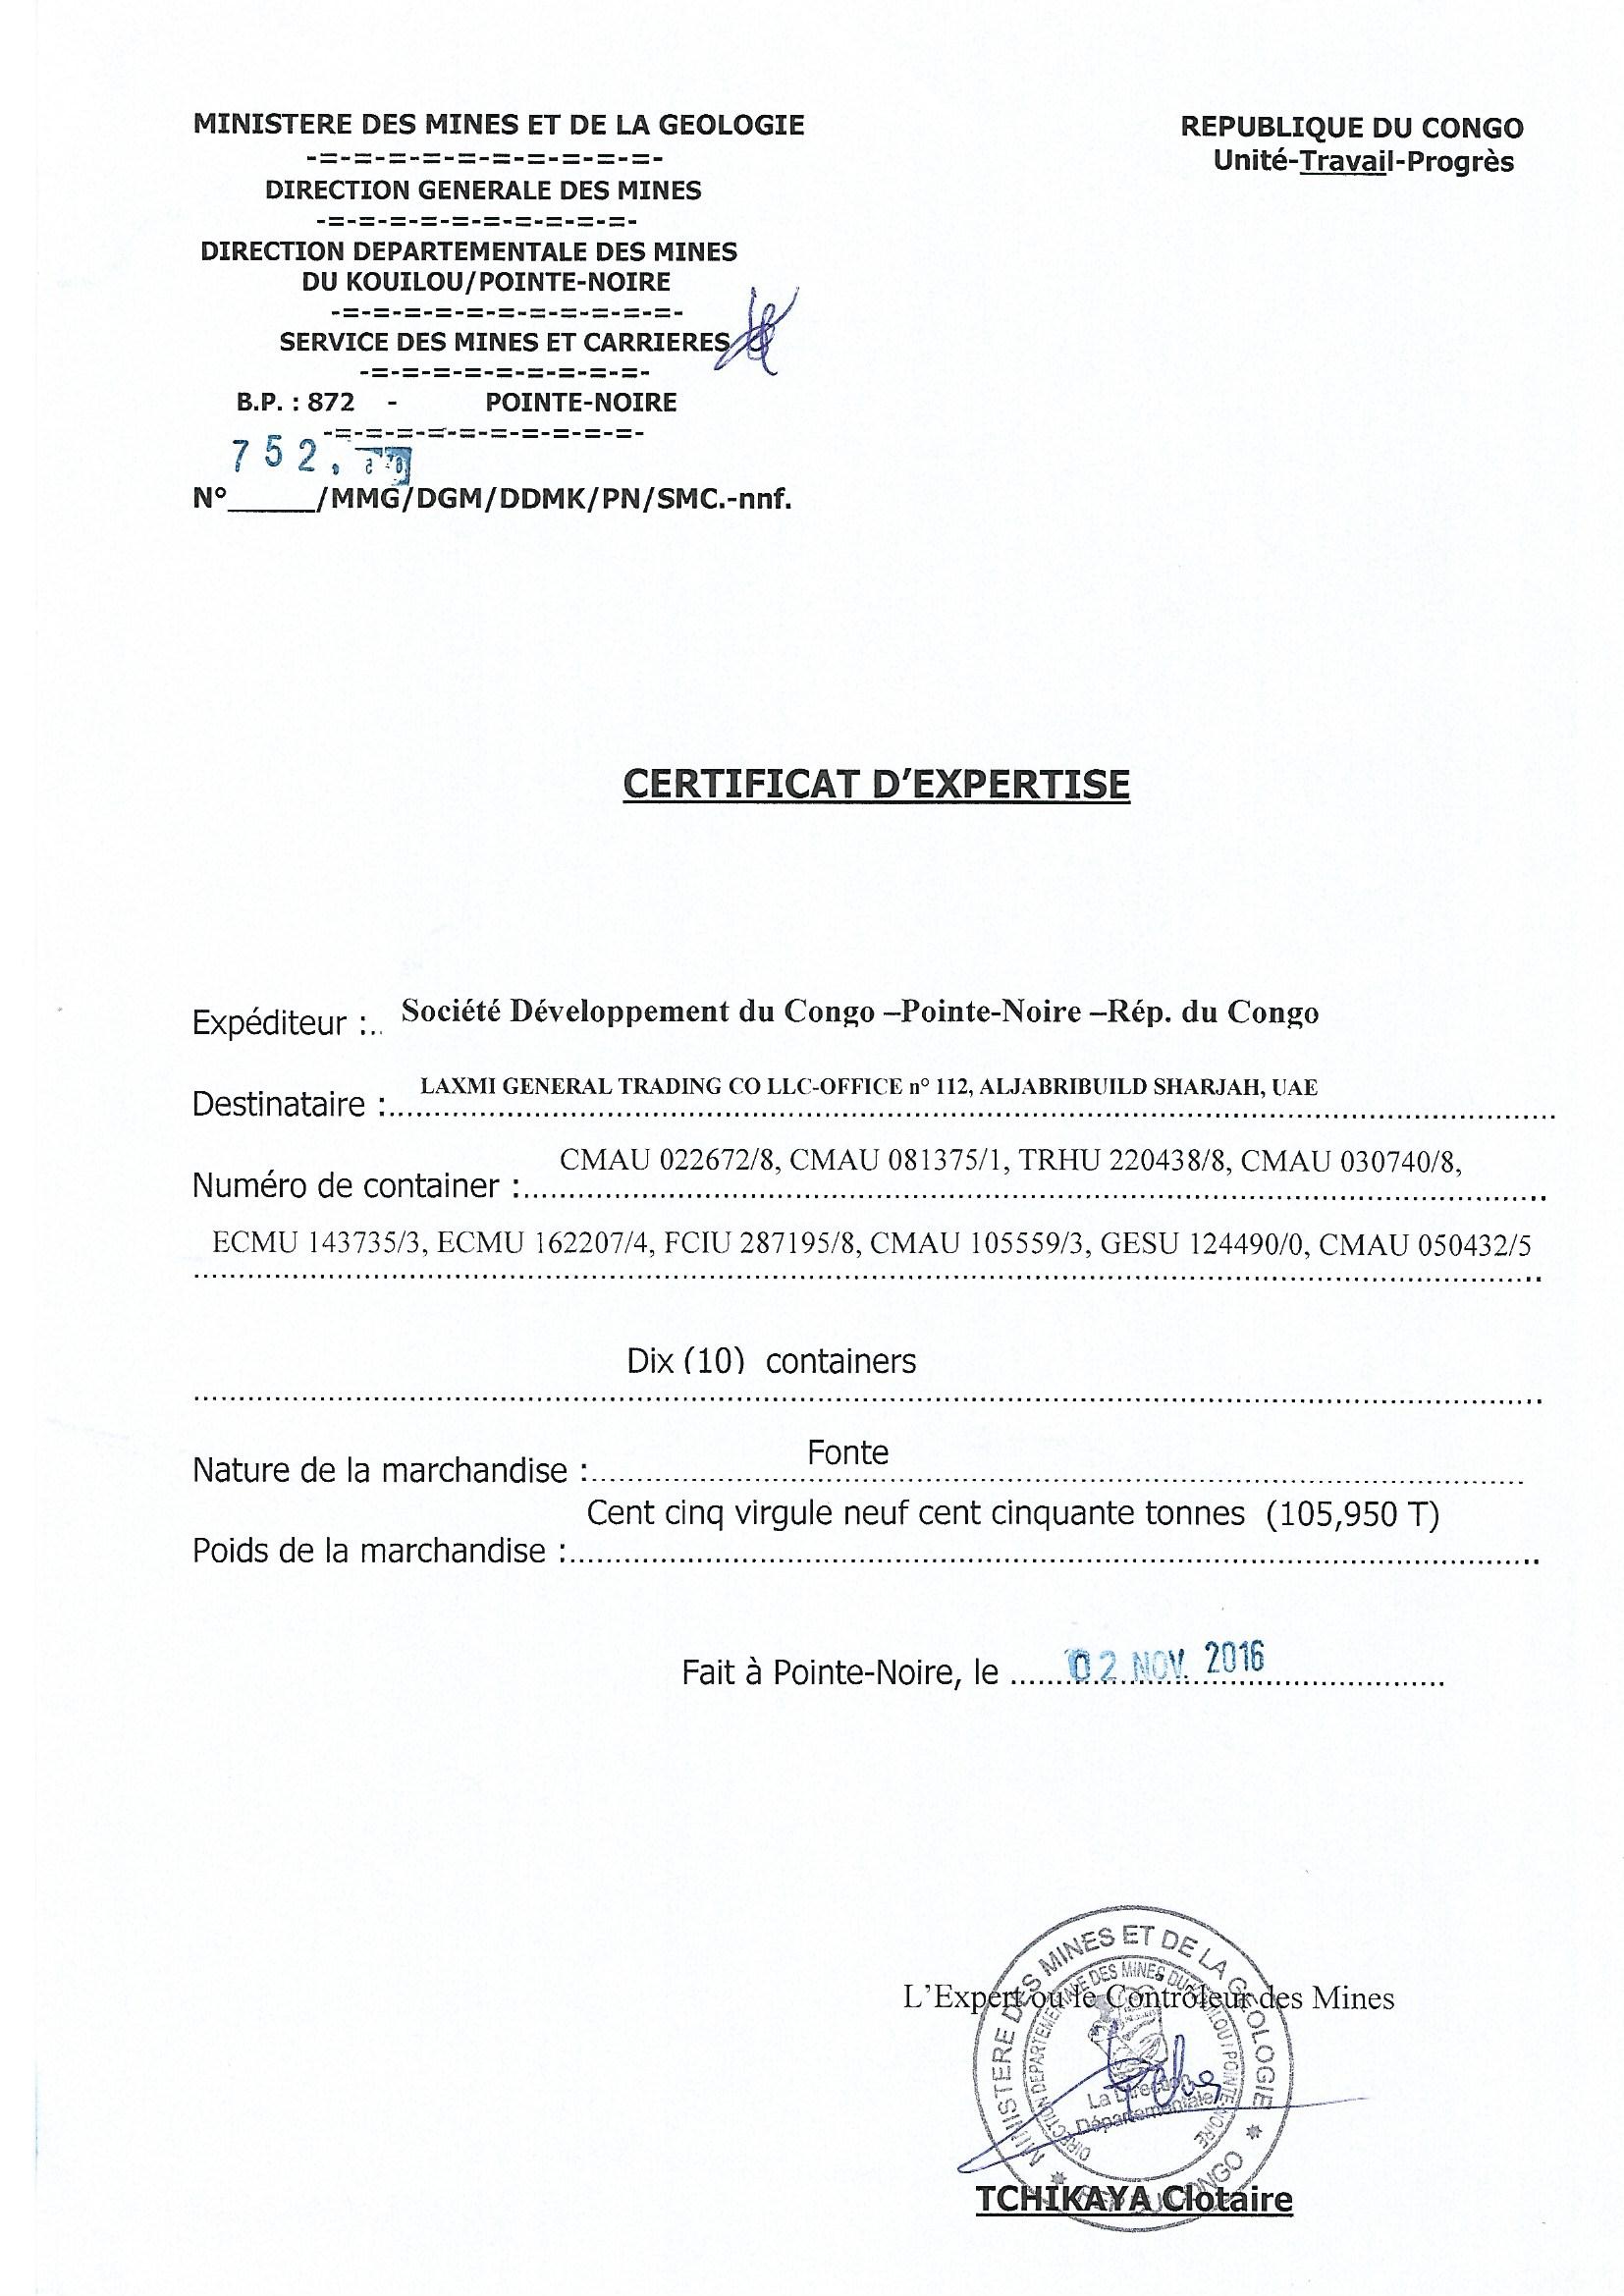 MINISTERE DES MINES ET DE LA GEOLOGIE
-=-=-=-=-=-=-=-=-=-=-
DIRECTION GENERALE DES MINES
-=-=-=-=-=-=-=-=-=-
DIRECTION DEPARTEMENTALE DES MINES
DU KOUILOU/POINTE-NOIRE
-=-=-=-=-=-=-=-=-=-=-
SERVICE DES MINES ET CARRIERES
-=-=-=-=-=-=-=-=-
B.P. : 872 - POINTE-NOIRE
-=-=-=-=-=-=-=-=-=-
752.
N°_____/MMG/DGM/DDMK/PN/SMC.-nnf.
REPUBLIQUE DU CONGO
Unité-Travail-Progrès
CERTIFICAT D’EXPERTISE
Expéditeur :.. Société Développement du Congo –Pointe-Noire –Rép. du Congo
Destinataire : LAXMI GENERAL TRADING CO LLC-OFFICE n° 112, ALJABRIBUILD SHARJAH, UAE
Numéro de container : CMAU 022672/8, CMAU 081375/1, TRHU 220438/8, CMAU 030740/8,
ECMU 143735/3, ECMU 162207/4, FCIU 287195/8, CMAU 105559/3, GESU 124490/0, CMAU 050432/5
Dix (10) containers
Nature de la marchandise : Fonte
Poids de la marchandise : Cent cinq virgule neuf cent cinquante tonnes (105,950 T)
Fait à Pointe-Noire, le 02 NOV. 2016
L’Expert ou le Contrôleur des Mines
MINISTERE DES MINES ET DE LA GEOLOGIE
DIRECTION DEPARTEMENTALE DES MINES DU KOUILOU POINTE-NOIRE
La Direction
Départementale
REP. DU CONGO
TCHIKAYA Clotaire